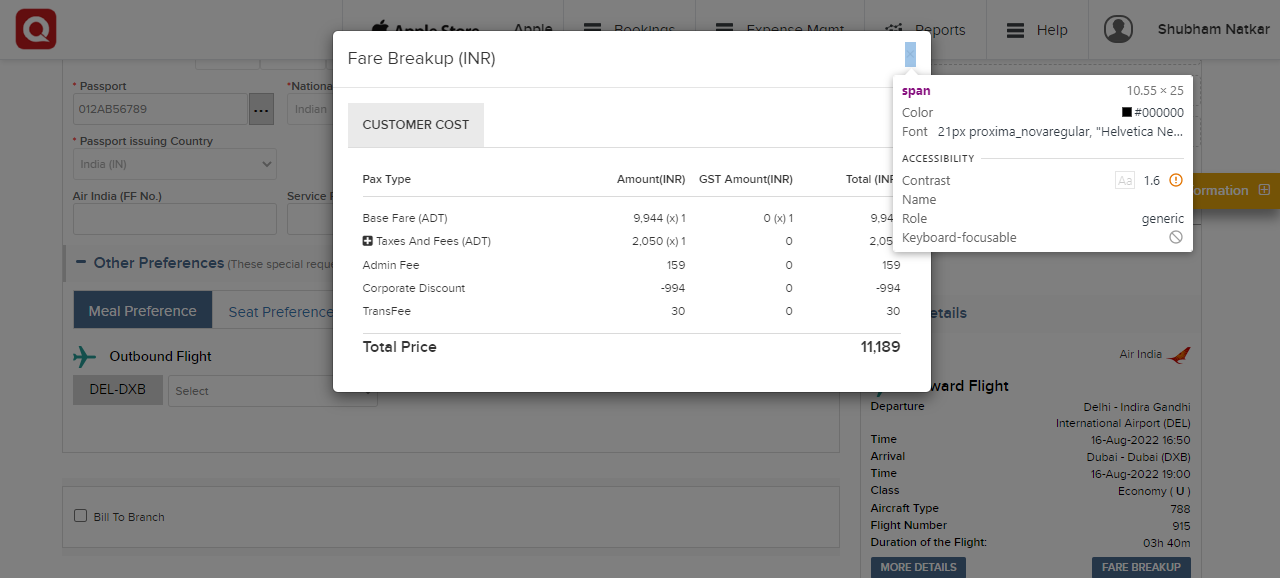 Apple Store
Apple
Bookings
Expense Mgmt
Reports
Help
Shubham Natkar
Fare Breakup (INR)
x
span 10.55 × 25
Color #000000
Font 21px proxima_novaregular, "Helvetica Ne...
ACCESSIBILITY
Contrast Aa 1.6
Name
Role generic
Keyboard-focusable
* Passport
*National
012AB56789 ... Indian
* Passport issuing Country
India (IN)
Air India (FF No.) Service
CUSTOMER COST
Pax Type Amount(INR) GST Amount(INR) Total (INR
Base Fare (ADT) 9,944 (x) 1 0 (x) 1 9,94
Taxes And Fees (ADT) 2,050 (x) 1 0 2,05
Admin Fee 159 0 159
Corporate Discount -994 0 -994
TransFee 30 0 30
Total Price 11,189
ormation
Other Preferences (These special reque
Meal Preference Seat Preference
Outbound Flight
DEL-DXB Select
Bill To Branch
etails
Air India
ward Flight
Departure Delhi - Indira Gandhi
International Airport (DEL)
Time 16-Aug-2022 16:50
Arrival Dubai - Dubai (DXB)
Time 16-Aug-2022 19:00
Class Economy ( U )
Aircraft Type 788
Flight Number 915
Duration of the Flight: 03h 40m
MORE DETAILS FARE BREAKUP